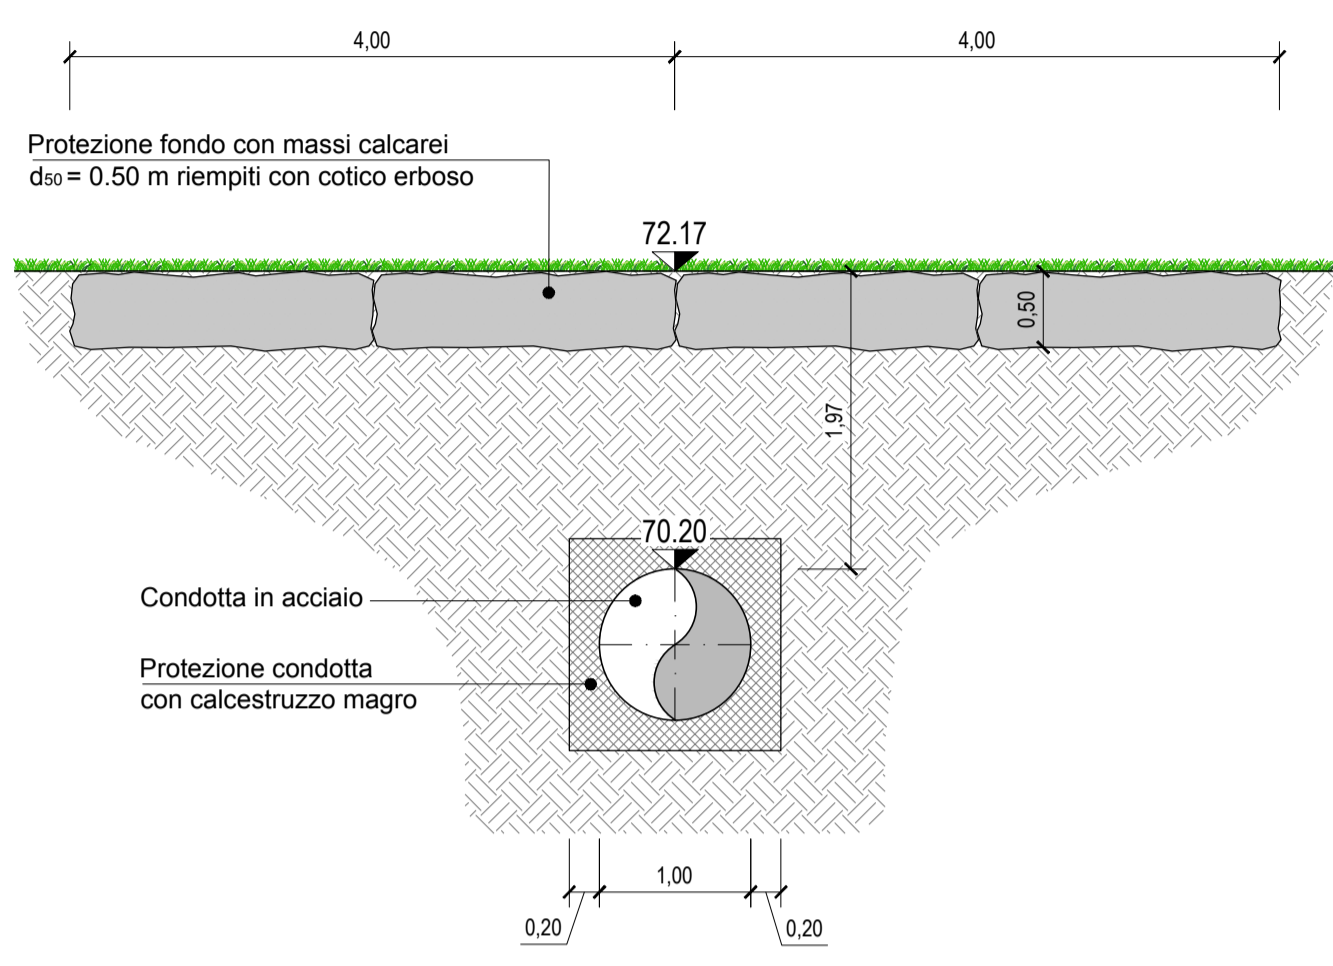 4,00
4,00
Protezione fondo con massi calcarei
d50 = 0.50 m riempiti con cotico erboso
72.17
0,50
1,97
70.20
Condotta in acciaio
Protezione condotta
con calcestruzzo magro
1,00
0,20
0,20